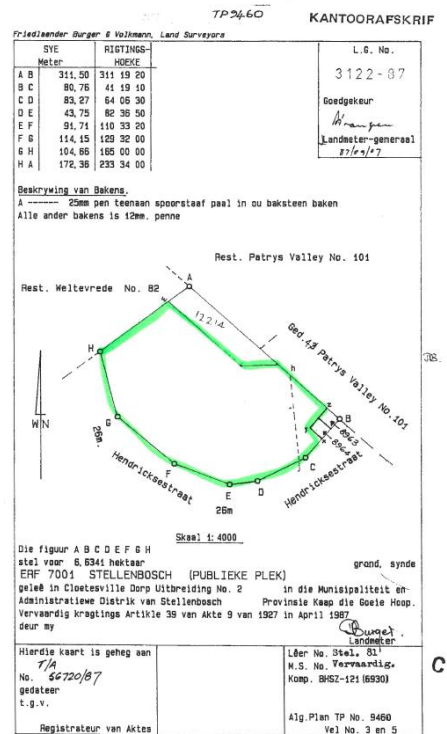 TP9460
KANTOORAFSKRIF
Friedlaender Burger & Volkmann, Land Surveyors
SYE
Meter
RIGTINGS-
HOEKE
A B 311,50 311 19 20
B C 80,76 41 19 10
C D 83,27 64 06 30
D E 43,75 82 36 50
E F 91,71 110 33 20
F G 114,15 129 32 00
G H 104,66 165 00 00
H A 172,36 233 34 00
L.G. No.
3122-87
Goedgekeur
Landmeter-generaal
Beskrywing van Bakens.
A ------ 25mm pen teenaan spoorstaaf paal in ou baksteen baken
Alle ander bakens is 12mm. penne
Rest. Patrys Valley No. 101
Rest. Weltevrede No. 82
A
w
12214
Ged. 43 Patrys Valley No.101
h
H
z
B
8963
y
x
8964
WN
G
26m.
C
F
Hendricksestraat
Hendricksestraat
E
D
26m
Skaal 1: 4000
Die figuur A B C D E F G H
stel voor 6,6341 hektaar grond, synde
ERF 7001 STELLENBOSCH (PUBLIEKE PLEK)
geleë in Cloetesville Dorp Uitbreiding No. 2 in die Munisipaliteit en
Administratiewe Distrik van Stellenbosch Provinsie Kaap die Goeie Hoop.
Vervaardig kragtings Artikle 39 van Akte 9 van 1927 in April 1987
deur my
Landmeter
Hierdie kaart is geheg aan
T/A
No. 56720/87
gedateer
t.g.v.
Registrateur van Aktes
Lêer No. Stel. 81
M.S. No. Vervaardig.
Komp. BHSZ-121 (6930)
Alg.Plan TP No. 9460
Vel No. 3 en 5
C